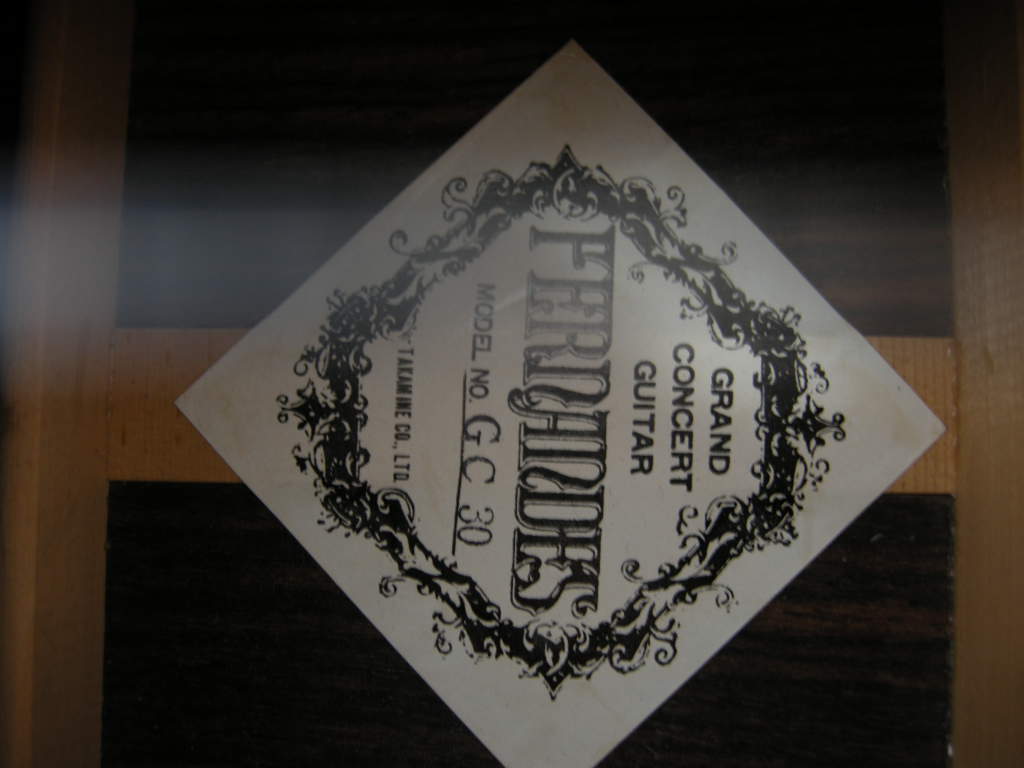 GRAND
CONCERT
GUITAR
FERNANDES
MODEL NO. GC 30
TAKAMINE CO., LTD.